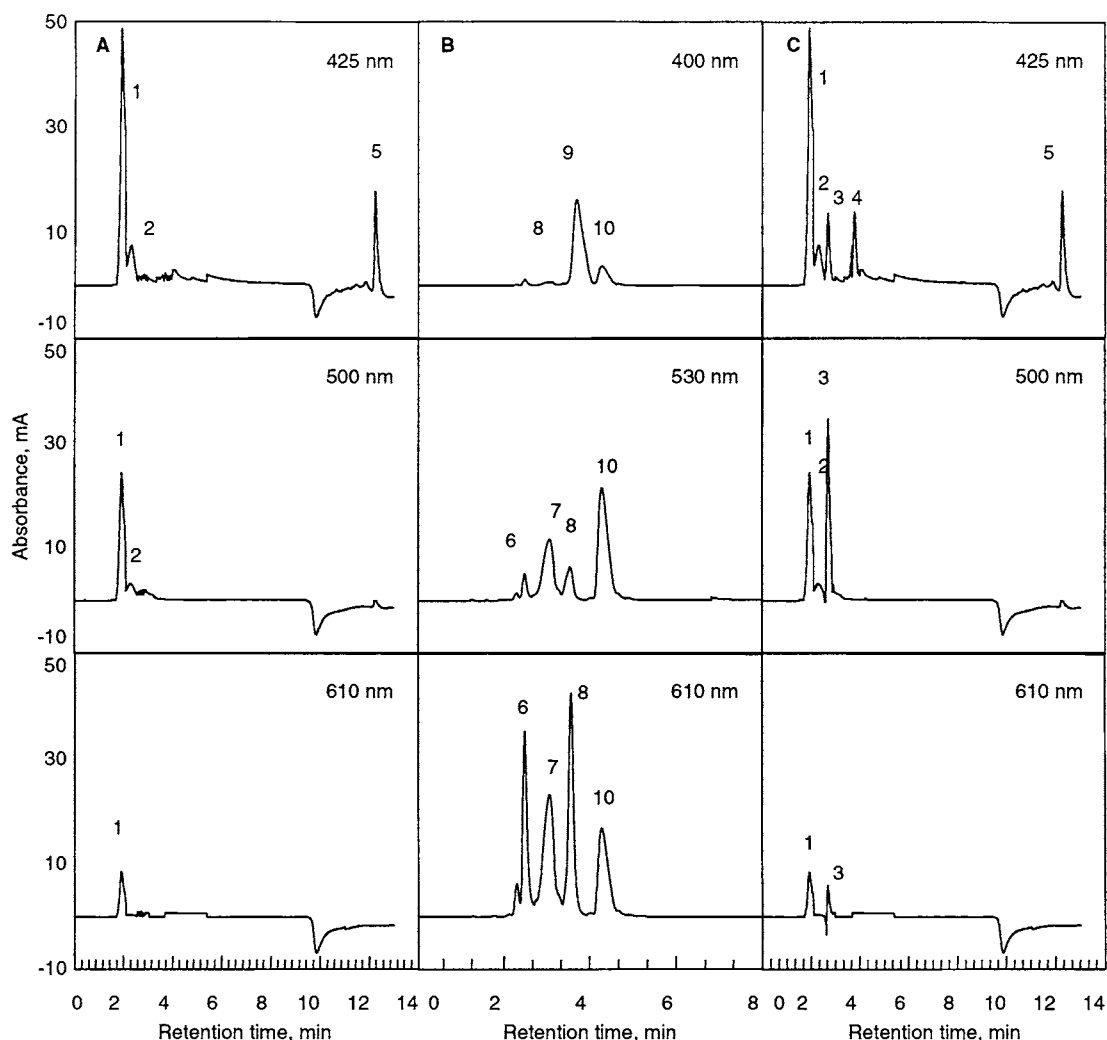 50
A
425 nm
B
400 nm
C
425 nm
1
1
30
5
9
5
2
8
10
2
3
4
10
-10
50
500 nm
530 nm
500 nm
3
1
10
1
30
2
7
8
6
10
2
-10
Absorbance, mA
50
610 nm
610 nm
610 nm
6
8
30
7
10
1
1
10
3
-10
0 2 4 6 8 10 12 14 0 2 4 6 8 0 2 4 6 8 10 12 14
Retention time, min
Retention time, min
Retention time, min